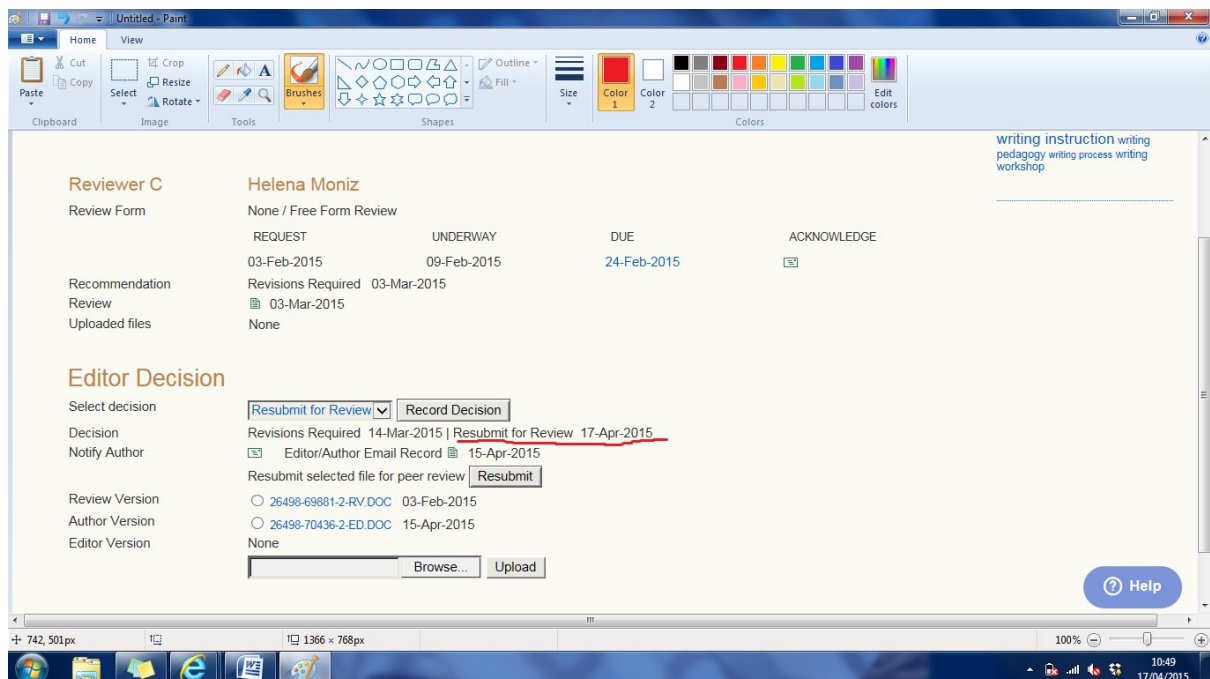 Untitled - Paint
Home View
Cut
Copy
Paste
Clipboard
Crop
Resize
Rotate
Select
Image
A
Tools
Brushes
Outline
Fill
Shapes
Size
Color 1
Color 2
Edit colors
Colors
writing instruction writing
pedagogy writing process writing
workshop
Reviewer C Helena Moniz
Review Form None / Free Form Review
REQUEST UNDERWAY DUE ACKNOWLEDGE
03-Feb-2015 09-Feb-2015 24-Feb-2015
Recommendation Revisions Required 03-Mar-2015
Review 03-Mar-2015
Uploaded files None
Editor Decision
Select decision Resubmit for Review Record Decision
Decision Revisions Required 14-Mar-2015 | Resubmit for Review 17-Apr-2015
Notify Author Editor/Author Email Record 15-Apr-2015
Resubmit selected file for peer review Resubmit
Review Version 26498-69881-2-RV.DOC 03-Feb-2015
Author Version 26498-70436-2-ED.DOC 15-Apr-2015
Editor Version None
Browse... Upload
? Help
742, 501px 1366 × 768px 100%
10:49
17/04/2015